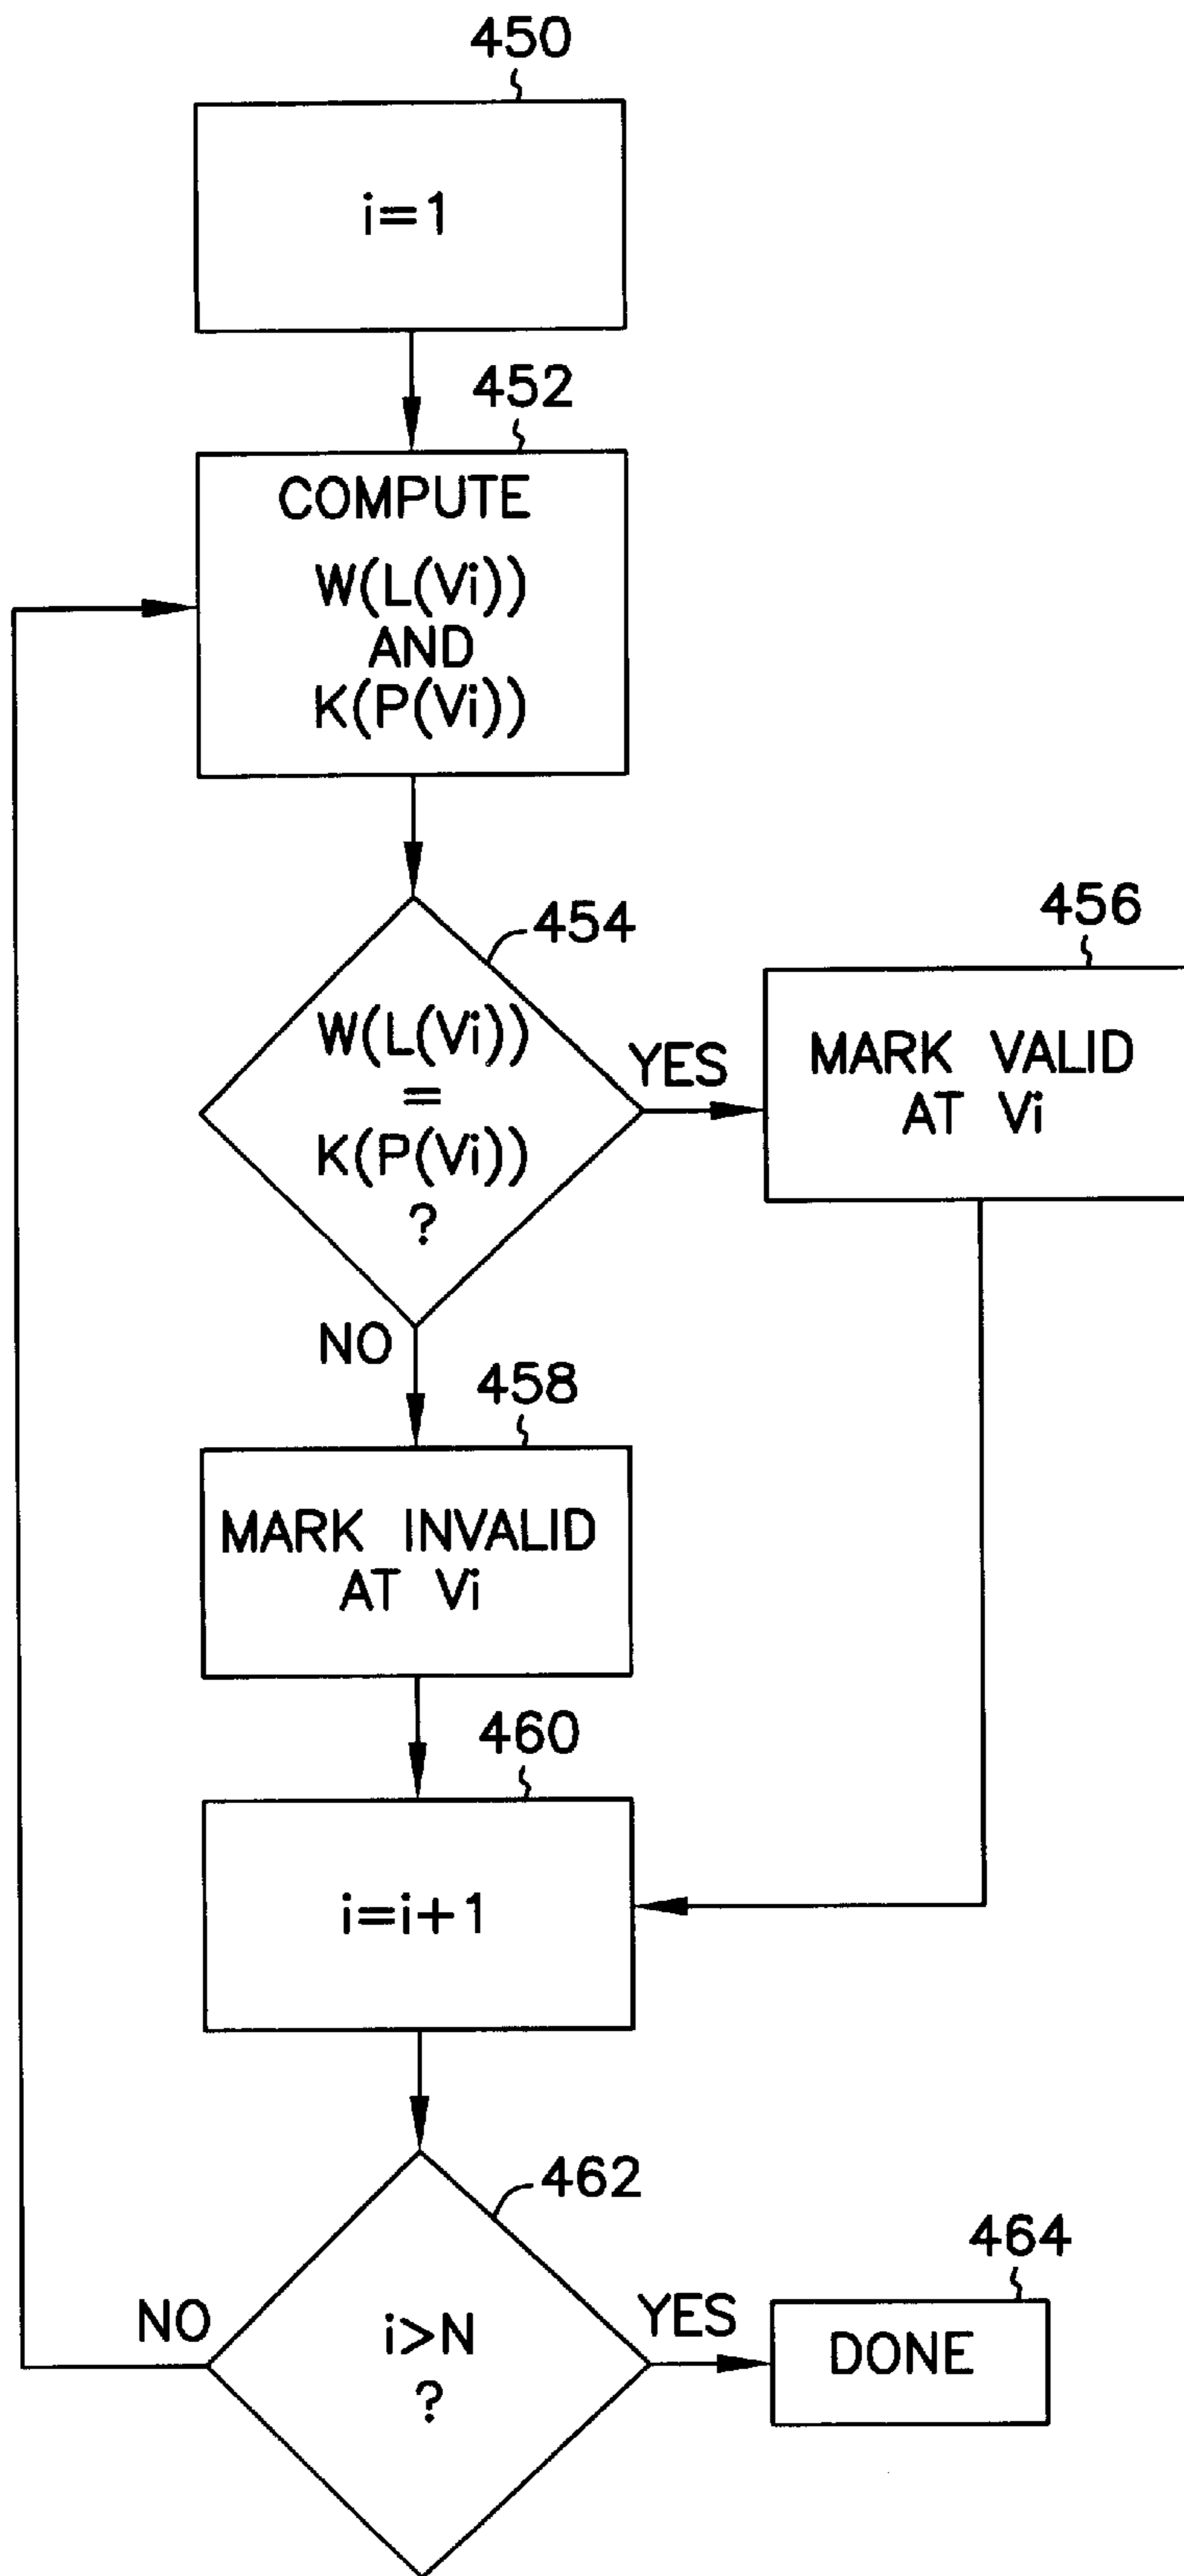 450
i=1
452
COMPUTE
W(L(Vi))
AND
K(P(Vi))
454
W(L(Vi))
=
K(P(Vi))
?
YES
456
MARK VALID
AT Vi
NO
458
MARK INVALID
AT Vi
460
i=i+1
462
i>N
?
NO
YES
464
DONE